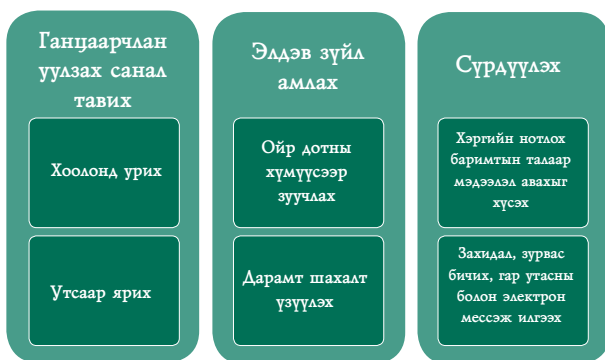 Ганцаарчлан
уулзах санал
тавих
Хоолонд урих
Утсаар ярих
Элдэв зүйл
амлах
Ойр дотны
хүмүүсээр
зуучлах
Дарамт шахалт
үзүүлэх
Сүрдүүлэх
Хэргийн нотлох
баримтын талаар
мэдээлэл авахыг
хүсэх
Захидал, зурвас
бичих, гар утасны
болон электрон
мессэж илгээх